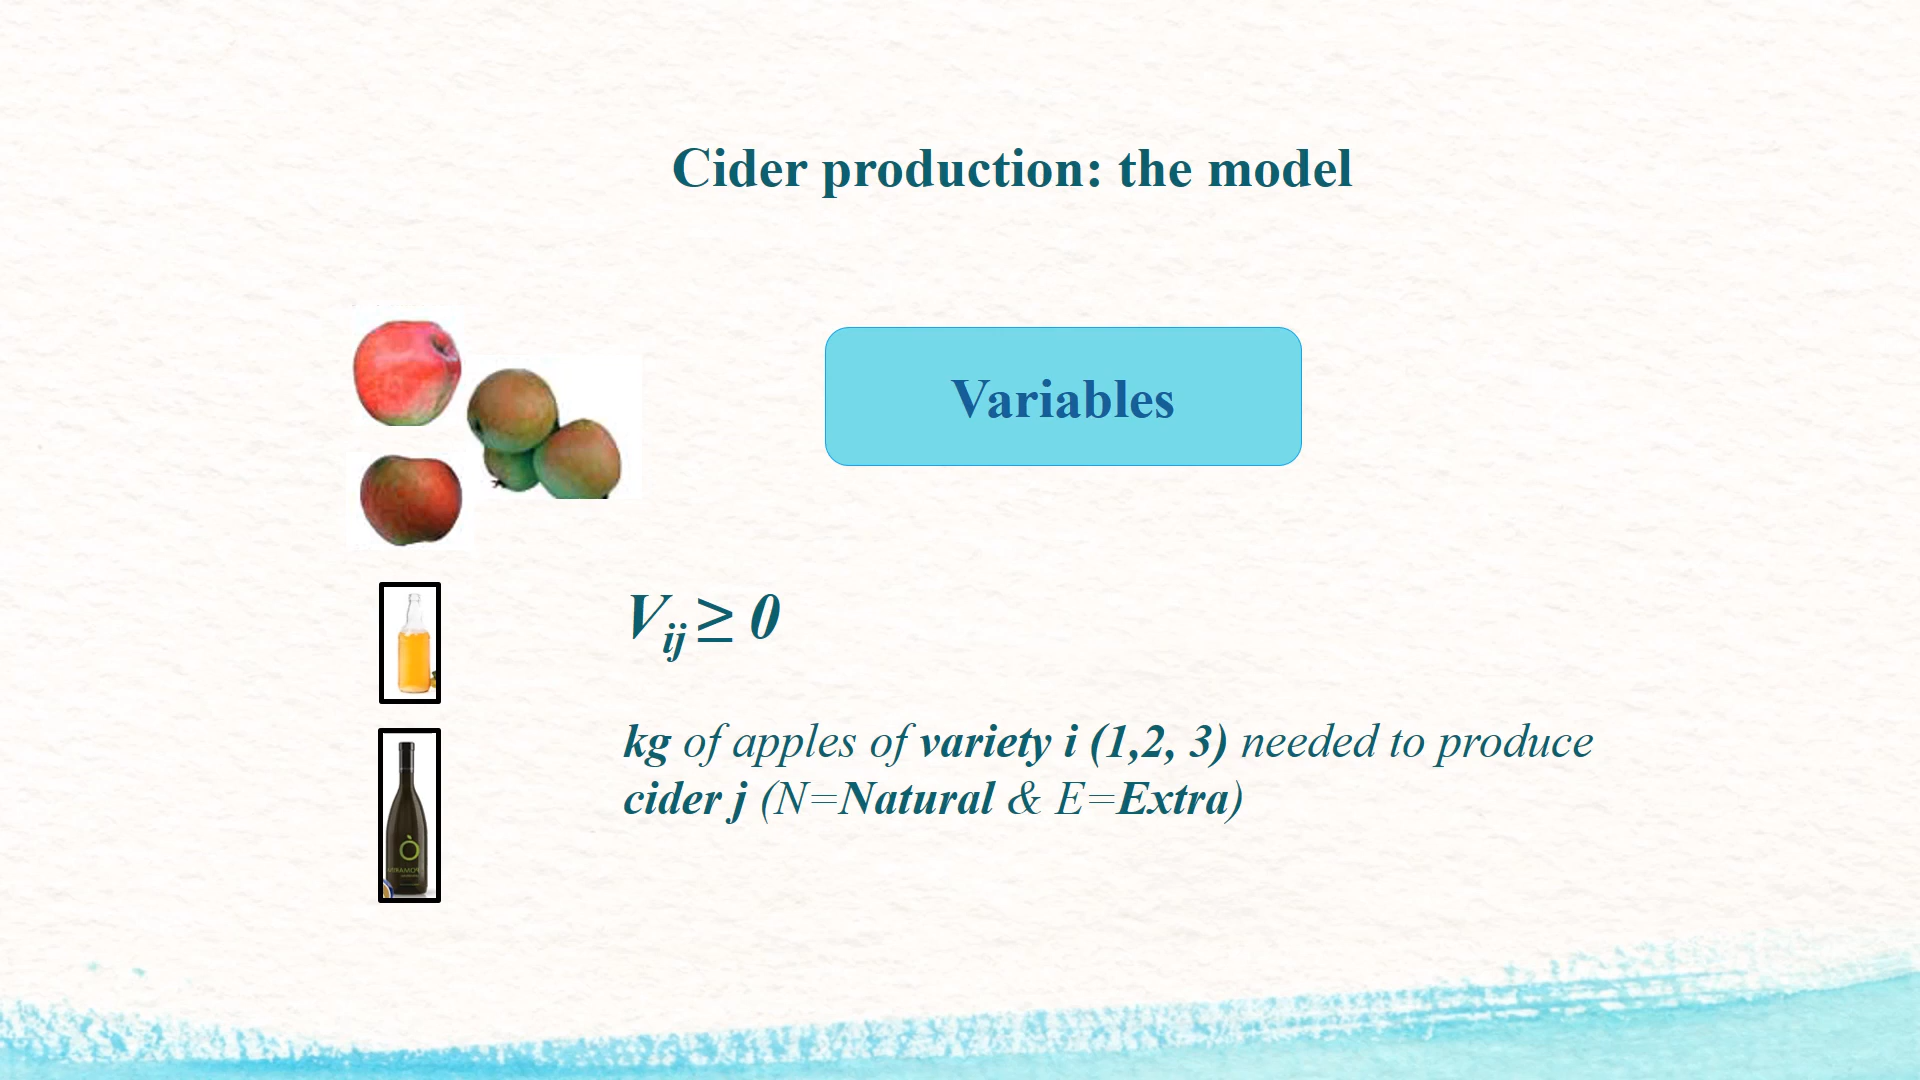 Cider production: the model
Variables
V_ij ≥ 0
kg of apples of variety i (1,2, 3) needed to produce
cider j (N=Natural & E=Extra)